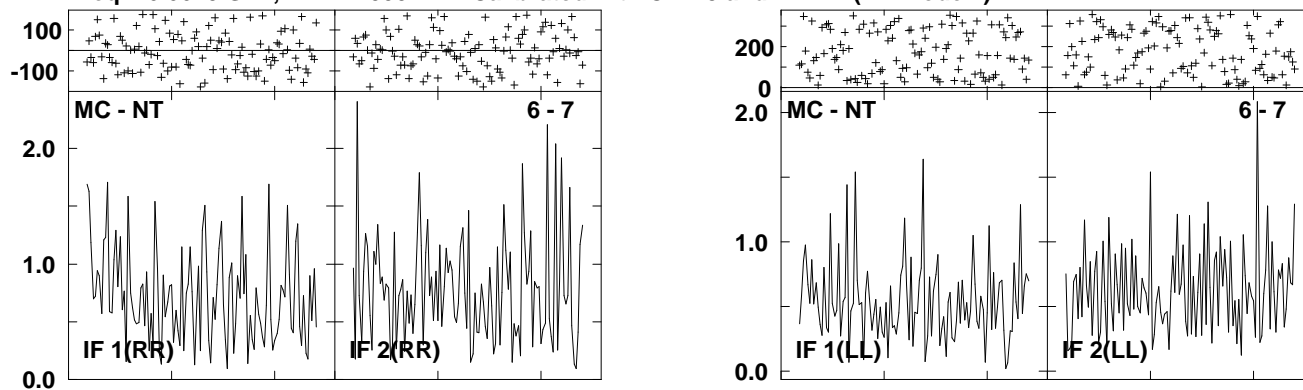 100
-100
MC - NT
6 - 7
2.0
1.0
0.0
IF 1(RR)
IF 2(RR)
200
0
MC - NT
6 - 7
2.0
1.0
0.0
IF 1(LL)
IF 2(LL)